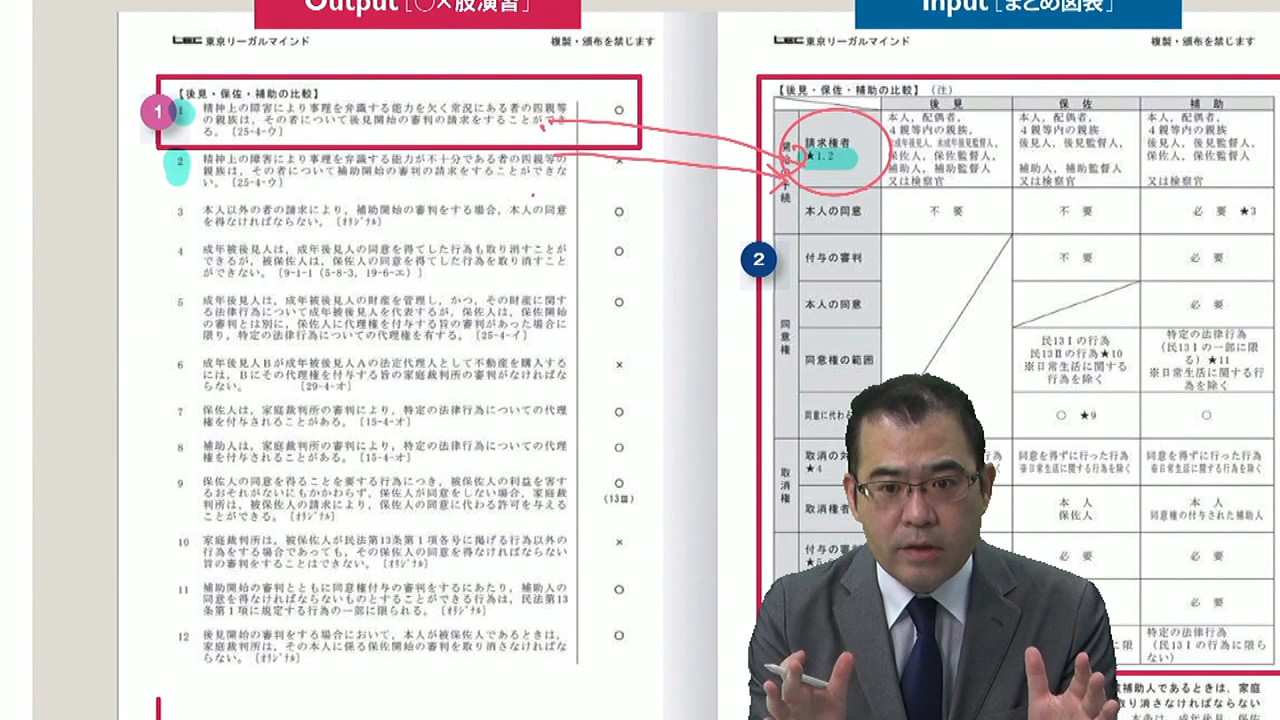 Output [○×肢演習]
LEC東京リーガルマインド
複製・頒布を禁じます
【後見・保佐・補助の比較】
1 精神上の障害により事理を弁識する能力を欠く常況にある者の四親等
の親族は，その者について後見開始の審判の請求をすることができ
る。〔25-4-ウ〕 ○
2 精神上の障害により事理を弁識する能力が不十分である者の四親等の
親族は，その者について補助開始の審判の請求をすることができな
い。〔25-4-ウ〕 ×
3 本人以外の者の請求により，補助開始の審判をする場合，本人の同意
を得なければならない。〔ｵﾘｼﾞﾅﾙ〕 ○
4 成年被後見人は，成年後見人の同意を得てした行為も取り消すことが
できるが，被保佐人は，保佐人の同意を得てした行為を取り消すこと
ができない。〔9-1-1（5-8-3，19-6-エ）〕 ○
5 成年後見人は，成年被後見人の財産を管理し，かつ，その財産に関す
る法律行為について成年被後見人を代表するが，保佐人は，保佐開始
の審判とは別に，保佐人に代理権を付与する旨の審判があった場合に
限り，特定の法律行為についての代理権を有する。〔25-4-イ〕 ○
6 成年後見人Ｂが成年被後見人Ａの法定代理人として不動産を購入する
には，Ｂにその代理権を付与する旨の家庭裁判所の審判がなければな
らない。 〔29-4-オ〕 ×
7 保佐人は，家庭裁判所の審判により，特定の法律行為についての代理
権を付与されることがある。〔15-4-オ〕 ○
8 補助人は，家庭裁判所の審判により，特定の法律行為についての代理
権を付与されることがある。〔15-4-オ〕 ○
9 保佐人の同意を得ることを要する行為につき，被保佐人の利益を害す
るおそれがないにもかかわらず，保佐人が同意をしない場合，家庭裁
判所は，被保佐人の請求により，保佐人の同意に代わる許可を与える
ことができる。〔ｵﾘｼﾞﾅﾙ〕 ○
(13Ⅲ)
10 家庭裁判所は，被保佐人が民法第13条第１項各号に掲げる行為以外の
行為をする場合であっても，その保佐人の同意を得なければならない
旨の審判をすることはできない。〔ｵﾘｼﾞﾅﾙ〕 ×
11 補助開始の審判とともに同意権付与の審判をするにあたり，補助人の
同意を得なければならないものとすることができる行為は，民法第13
条第１項に規定する行為の一部に限られる。〔ｵﾘｼﾞﾅﾙ〕 ○
12 後見開始の審判をする場合において，本人が被保佐人であるときは，
家庭裁判所は，その本人に係る保佐開始の審判を取り消さなければな
らない。〔ｵﾘｼﾞﾅﾙ〕 ○
1
Input [まとめ図表]
LEC東京リーガルマインド
複製・頒布を禁じます
【後見・保佐・補助の比較】（注）
後 見 保 佐 補 助
請求権者
★1.2
本人，配偶者，
４親等内の親族，
未成年後見人，未成年後見監督人，
保佐人，保佐監督人，
補助人，補助監督人
又は検察官
本人，配偶者，
４親等内の親族，
後見人，後見監督人，
補助人，補助監督人
又は検察官
本人，配偶者，
４親等内の親族，
後見人，後見監督人，
保佐人，保佐監督人，
又は検察官
本人の同意 不 要 不 要 必 要 ★3
2
同意権
付与の審判 不 要 必 要
本人の同意 必 要
同意権の範囲
民13Ⅰの行為
民13Ⅱの行為★10
※日常生活に関する
行為を除く
特定の法律行為
（民13Ⅰの一部に限
る）★11
※日常生活に関する行
為を除く
同意に代わ ○ ★9 ○
取消権
取消の対
★4
同意を得ずに行った行為
※日常生活に関する行為を除く
同意を得ずに行った行為
※日常生活に関する行為を除く
取消権者
本 人
保佐人
本 人
同意権の付与された補助人
付与の審 必 要 必 要
必 要
特定の法律行為
（民13Ⅰに限ら
ない）
補助人であるときは，家庭
取り消さなければならない